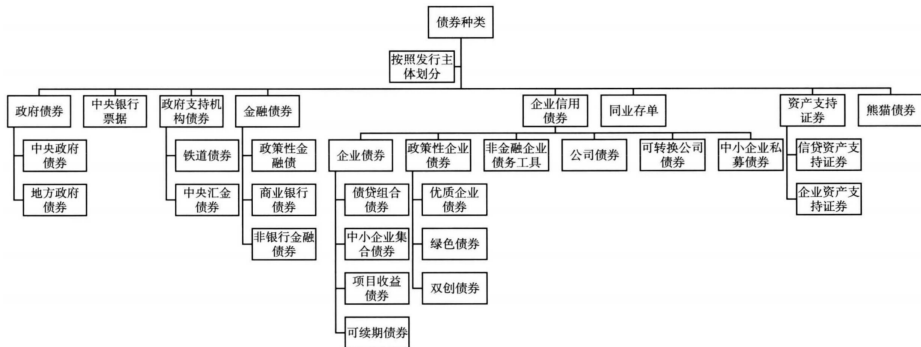 债券种类
按照发行主
体划分
政府债券
中央银行
票据
政府支持机
构债券
金融债券
企业信用
债券
同业存单
资产支持
证券
熊猫债券
中央政府
债券
地方政府
债券
铁道债券
中央汇金
债券
政策性金
融债
商业银行
债券
非银行金融
债券
企业债券
政策性企业
债券
非金融企业
债务工具
公司债券
可转换公司
债券
中小企业私
募债券
债贷组合
债券
中小企业集
合债券
项目收益
债券
可续期债券
优质企业
债券
绿色债券
双创债券
信贷资产支
持证券
企业资产支
持证券